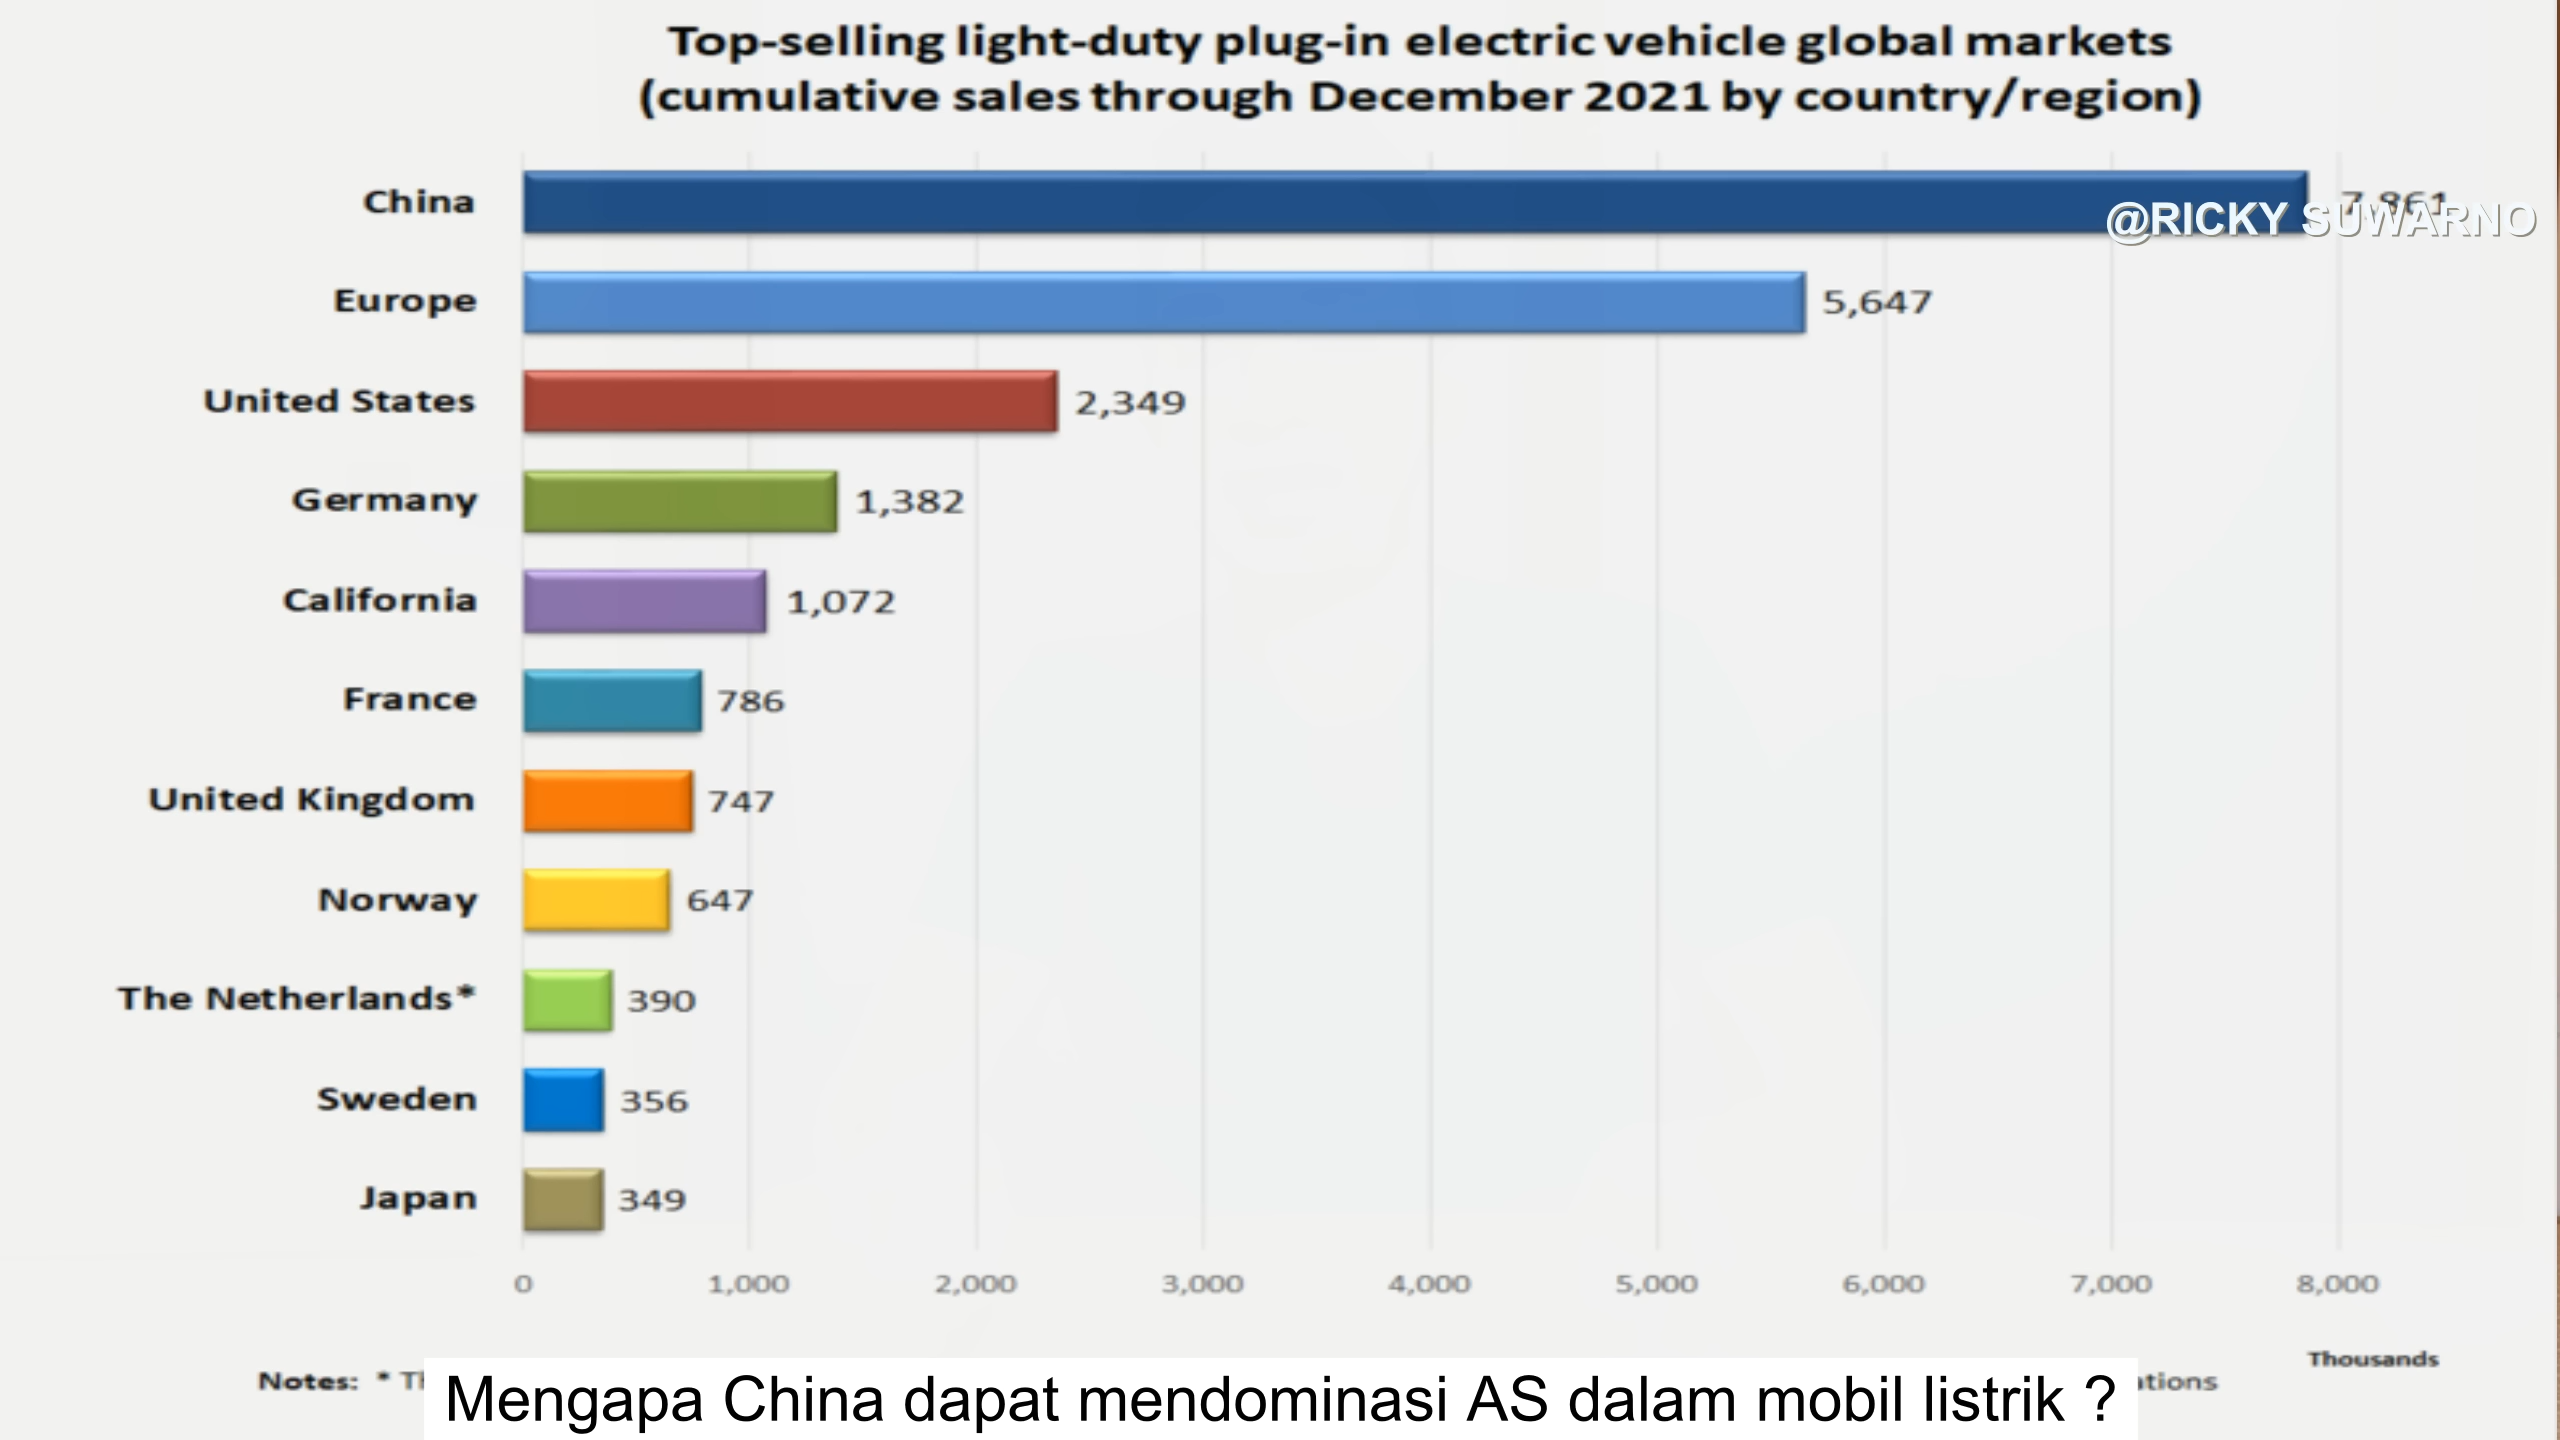 Top-selling light-duty plug-in electric vehicle global markets
(cumulative sales through December 2021 by country/region)
China 7,861
@RICKY SUWARNO
Europe 5,647
United States 2,349
Germany 1,382
California 1,072
France 786
United Kingdom 747
Norway 647
The Netherlands* 390
Sweden 356
Japan 349
0 1,000 2,000 3,000 4,000 5,000 6,000 7,000 8,000
Thousands
Notes: *
Mengapa China dapat mendominasi AS dalam mobil listrik ?